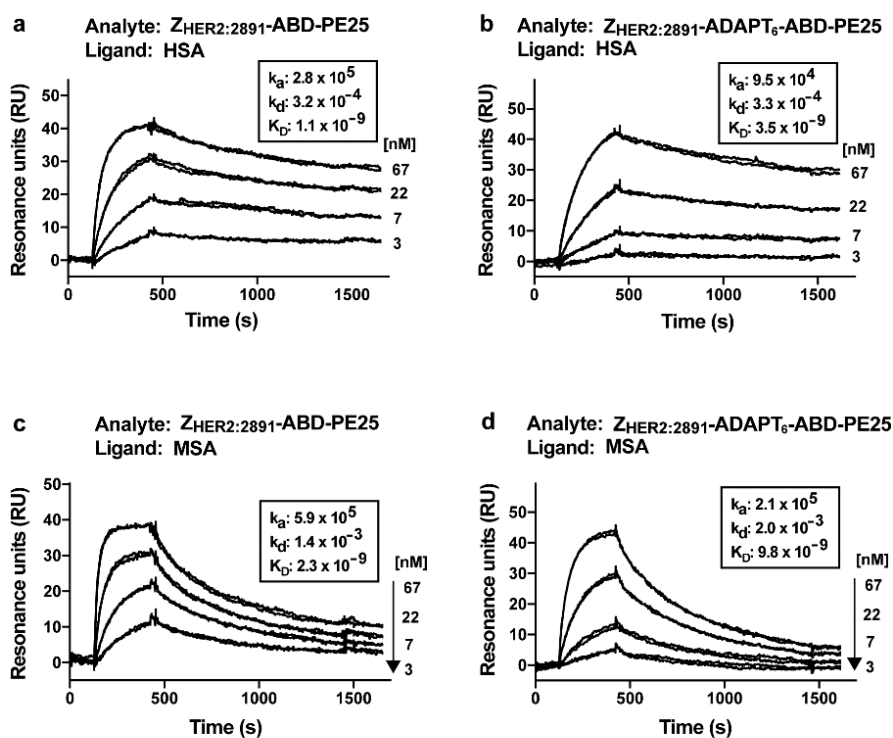 a
Analyte: ZHER2:2891-ABD-PE25
Ligand: HSA
ka: 2.8 x 10^5
kd: 3.2 x 10^-4
KD: 1.1 x 10^-9
[nM]
67
22
7
3
Resonance units (RU)
50
40
30
20
10
0
0 500 1000 1500
Time (s)
b
Analyte: ZHER2:2891-ADAPT6-ABD-PE25
Ligand: HSA
ka: 9.5 x 10^4
kd: 3.3 x 10^-4
KD: 3.5 x 10^-9
[nM]
67
22
7
3
Resonance units (RU)
50
40
30
20
10
0
0 500 1000 1500
Time (s)
c
Analyte: ZHER2:2891-ABD-PE25
Ligand: MSA
ka: 5.9 x 10^5
kd: 1.4 x 10^-3
KD: 2.3 x 10^-9
[nM]
67
22
7
3
Resonance units (RU)
50
40
30
20
10
0
0 500 1000 1500
Time (s)
d
Analyte: ZHER2:2891-ADAPT6-ABD-PE25
Ligand: MSA
ka: 2.1 x 10^5
kd: 2.0 x 10^-3
KD: 9.8 x 10^-9
[nM]
67
22
7
3
Resonance units (RU)
50
40
30
20
10
0
0 500 1000 1500
Time (s)